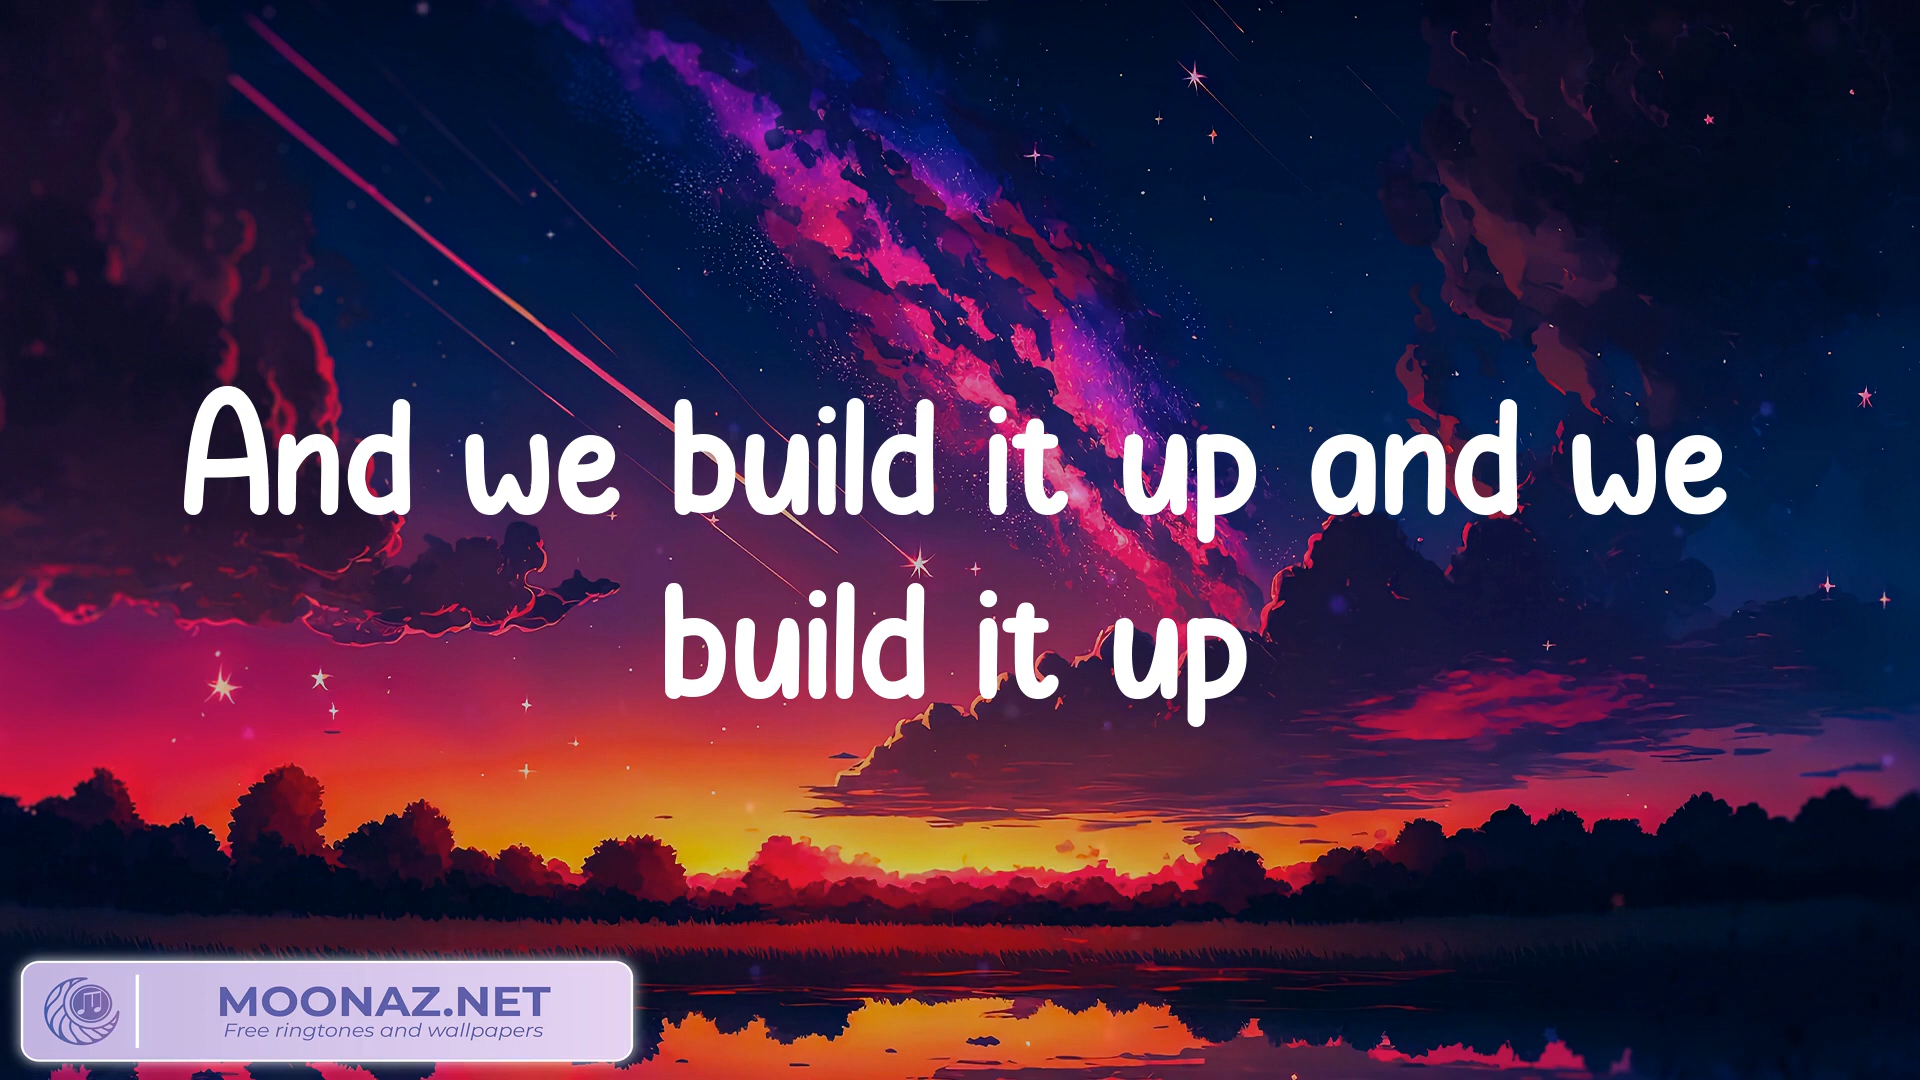 And we build it up and we
build it up
MOONAZ.NET
Free ringtones and wallpapers